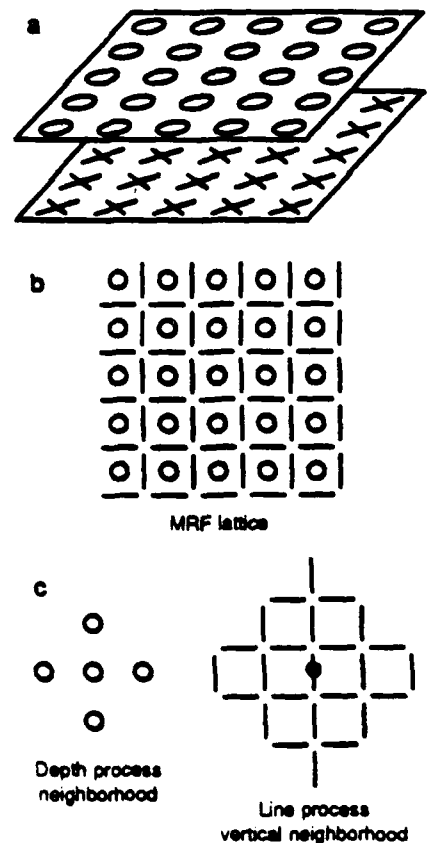 a
b
MRF lattice
c
Depth process
neighborhood
Line process
vertical neighborhood